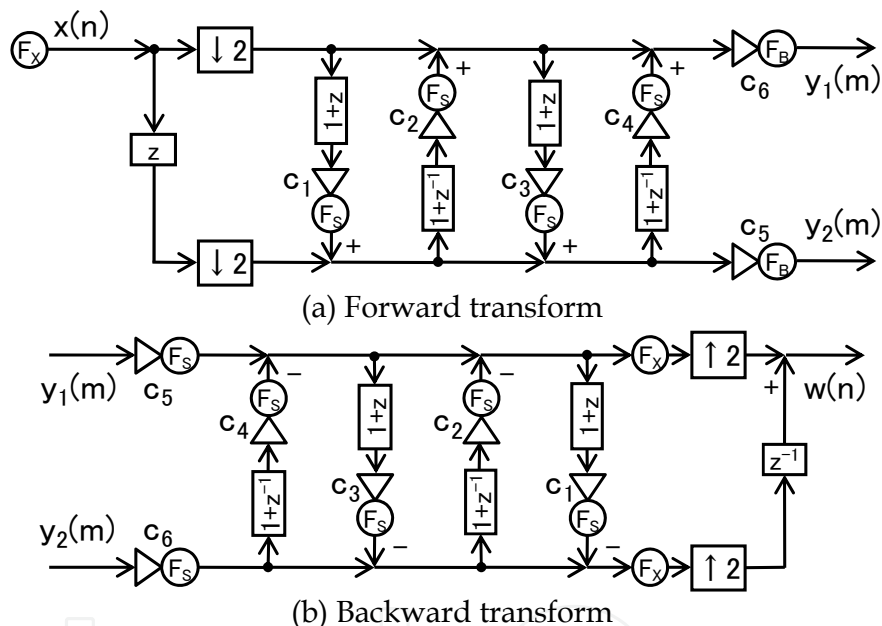 x(n)
F_X
↓2
1+z
+
F_S
c_2
1+z⁻¹
1+z
+
F_S
c_4
1+z⁻¹
c_6
F_B
y_1(m)
z
c_1
F_S
+
c_3
F_S
+
↓2
c_5
F_B
y_2(m)
(a) Forward transform
y_1(m)
c_5
F_S
−
F_S
c_4
1+z⁻¹
1+z
c_3
F_S
−
−
F_S
c_2
1+z⁻¹
1+z
c_1
F_S
−
F_X
↑2
+
w(n)
z⁻¹
y_2(m)
c_6
F_S
F_X
↑2
(b) Backward transform